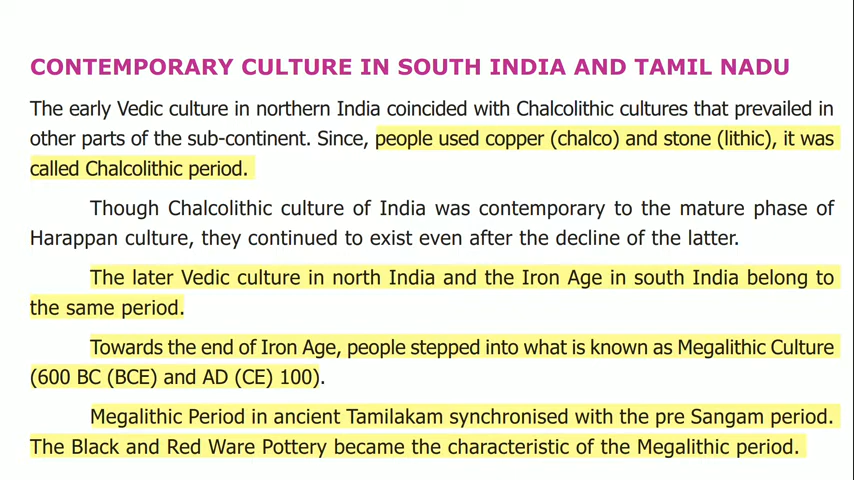 CONTEMPORARY CULTURE IN SOUTH INDIA AND TAMIL NADU
The early Vedic culture in northern India coincided with Chalcolithic cultures that prevailed in
other parts of the sub-continent. Since, people used copper (chalco) and stone (lithic), it was
called Chalcolithic period.
Though Chalcolithic culture of India was contemporary to the mature phase of
Harappan culture, they continued to exist even after the decline of the latter.
The later Vedic culture in north India and the Iron Age in south India belong to
the same period.
Towards the end of Iron Age, people stepped into what is known as Megalithic Culture
(600 BC (BCE) and AD (CE) 100).
Megalithic Period in ancient Tamilakam synchronised with the pre Sangam period.
The Black and Red Ware Pottery became the characteristic of the Megalithic period.